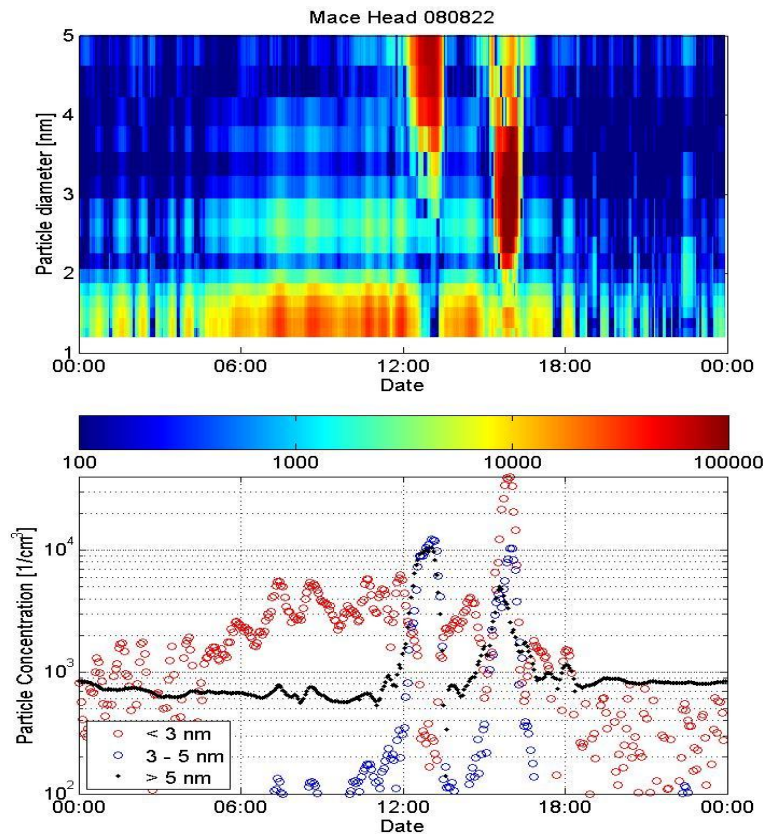 Mace Head 080822
Particle diameter [nm]
5
4
3
2
1
00:00 06:00 12:00 18:00 00:00
Date
100 1000 10000 100000
Particle Concentration [1/cm³]
10⁴
10³
10²
< 3 nm
3 - 5 nm
> 5 nm
00:00 06:00 12:00 18:00 00:00
Date